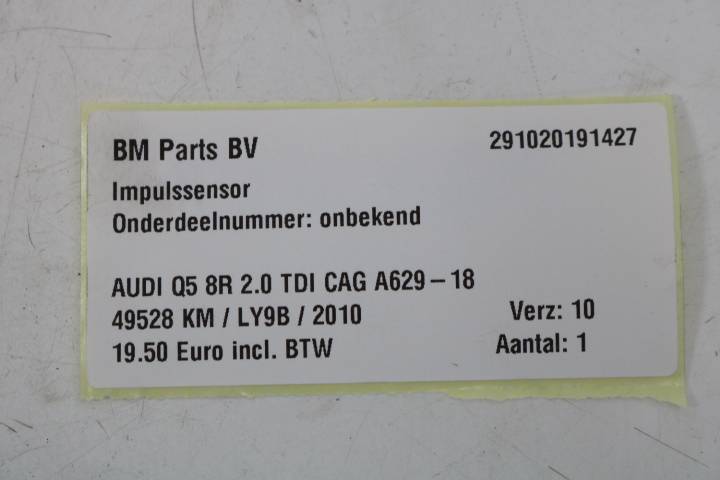 BM Parts BV 291020191427
Impulssensor
Onderdeelnummer: onbekend
AUDI Q5 8R 2.0 TDI CAG A629-18
49528 KM / LY9B / 2010 Verz: 10
19.50 Euro incl. BTW Aantal: 1